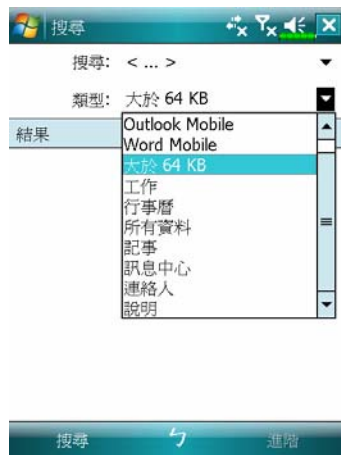 搜尋
搜尋: < ... >
類型: 大於 64 KB
結果
Outlook Mobile
Word Mobile
大於 64 KB
工作
行事曆
所有資料
記事
訊息中心
連絡人
說明
搜尋 ㄅ 進階